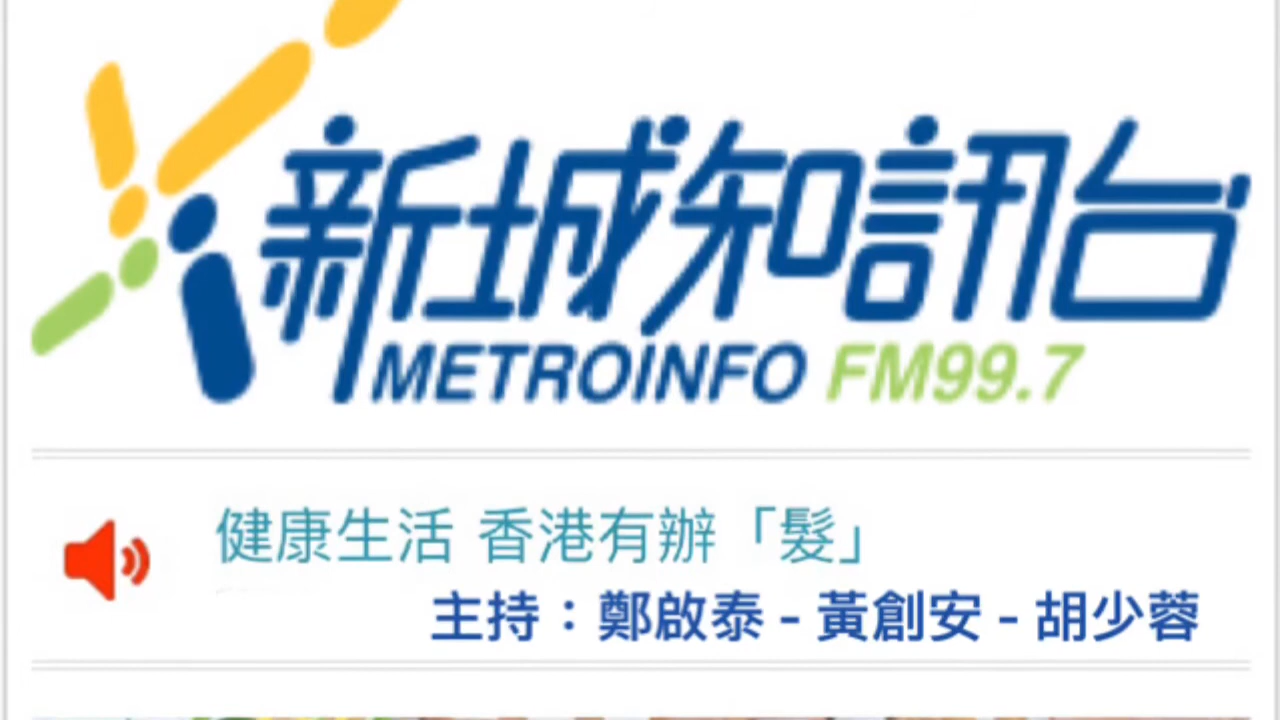 新城知訊台
METROINFO FM99.7
健康生活 香港有辦「髮」
主持：鄭啟泰 - 黃創安 - 胡少蓉